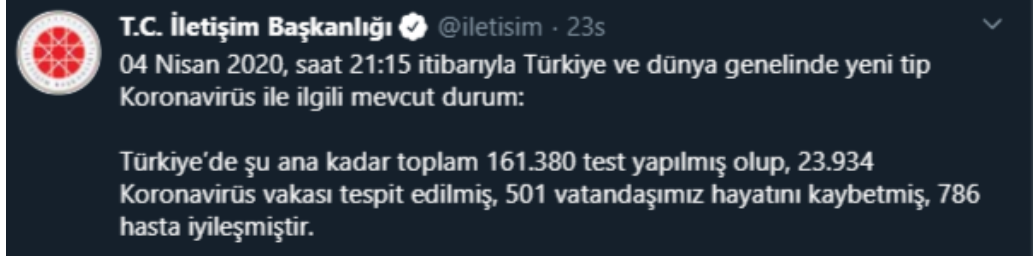 T.C. İletişim Başkanlığı @iletisim · 23s
04 Nisan 2020, saat 21:15 itibarıyla Türkiye ve dünya genelinde yeni tip
Koronavirüs ile ilgili mevcut durum:
Türkiye'de şu ana kadar toplam 161.380 test yapılmış olup, 23.934
Koronavirüs vakası tespit edilmiş, 501 vatandaşımız hayatını kaybetmiş, 786
hasta iyileşmiştir.